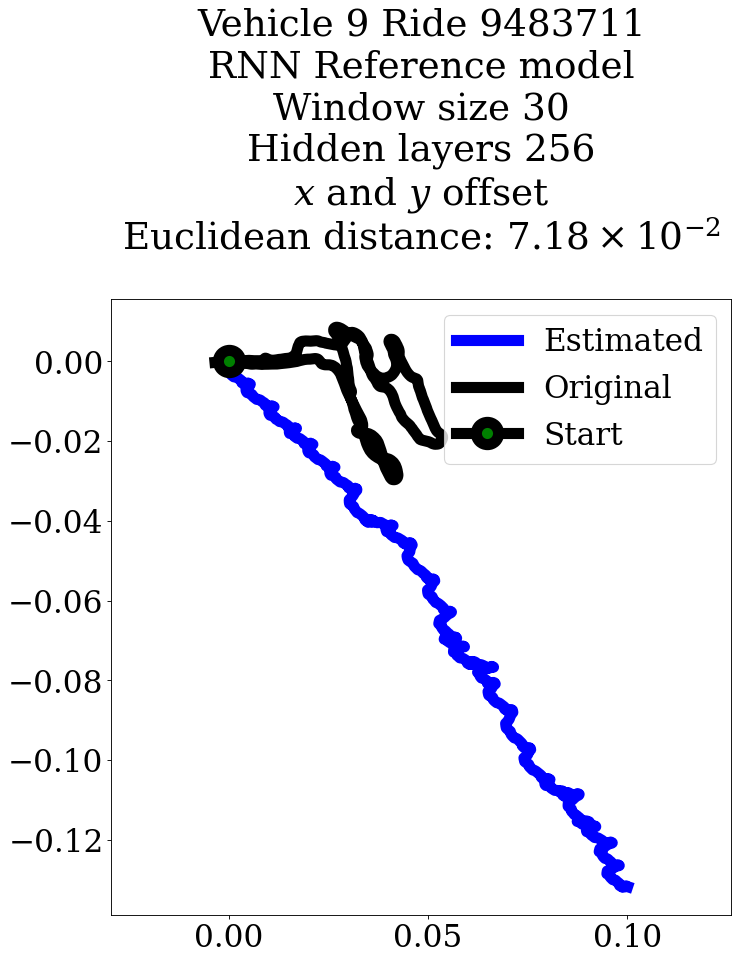 Vehicle 9 Ride 9483711
RNN Reference model
Window size 30
Hidden layers 256
x and y offset
Euclidean distance: 7.18 × 10⁻²
Estimated
Original
Start
0.00
−0.02
−0.04
−0.06
−0.08
−0.10
−0.12
0.00 0.05 0.10